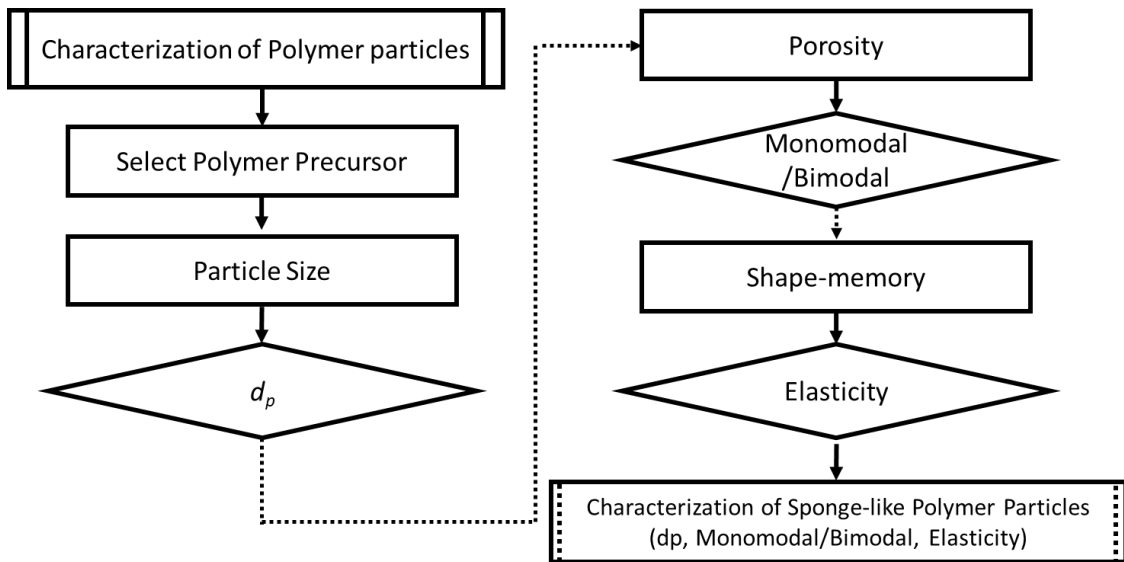 Characterization of Polymer particles
Select Polymer Precursor
Particle Size
dₚ
Porosity
Monomodal
/Bimodal
Shape-memory
Elasticity
Characterization of Sponge-like Polymer Particles
(dp, Monomodal/Bimodal, Elasticity)